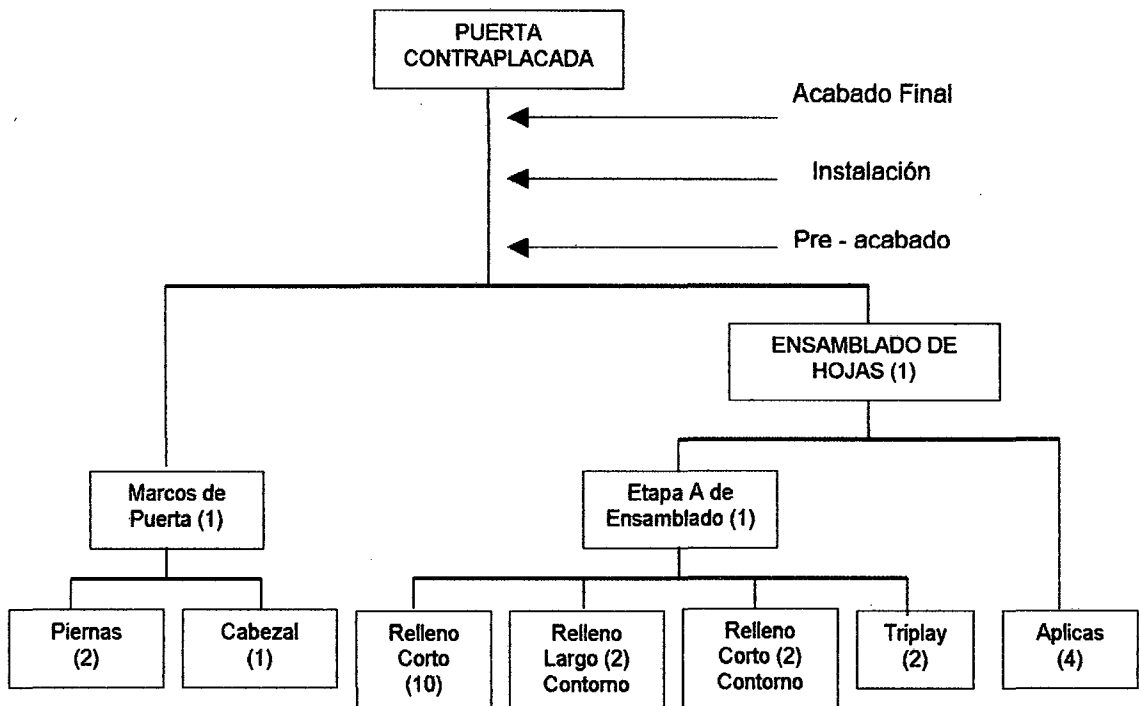 PUERTA
CONTRAPLACADA
Acabado Final
Instalación
Pre - acabado
ENSAMBLADO DE
HOJAS (1)
Marcos de
Puerta (1)
Etapa A de
Ensamblado (1)
Piernas
(2)
Cabezal
(1)
Relleno
Corto
(10)
Relleno
Largo (2)
Contorno
Relleno
Corto (2)
Contorno
Triplay
(2)
Aplicas
(4)